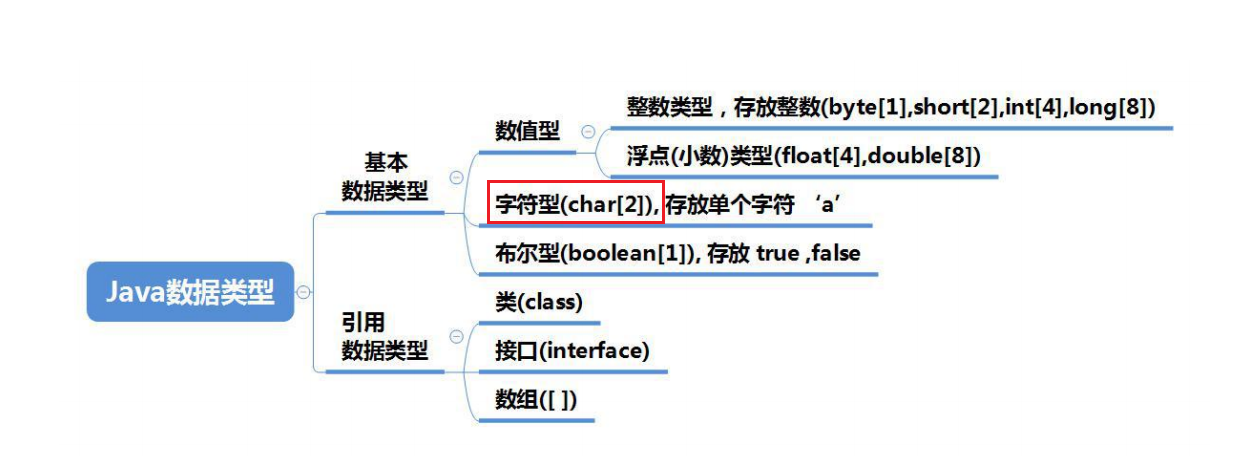 Java数据类型
基本
数据类型
数值型
整数类型，存放整数(byte[1],short[2],int[4],long[8])
浮点(小数)类型(float[4],double[8])
字符型(char[2]), 存放单个字符 ‘a’
布尔型(boolean[1]), 存放 true ,false
引用
数据类型
类(class)
接口(interface)
数组([ ])